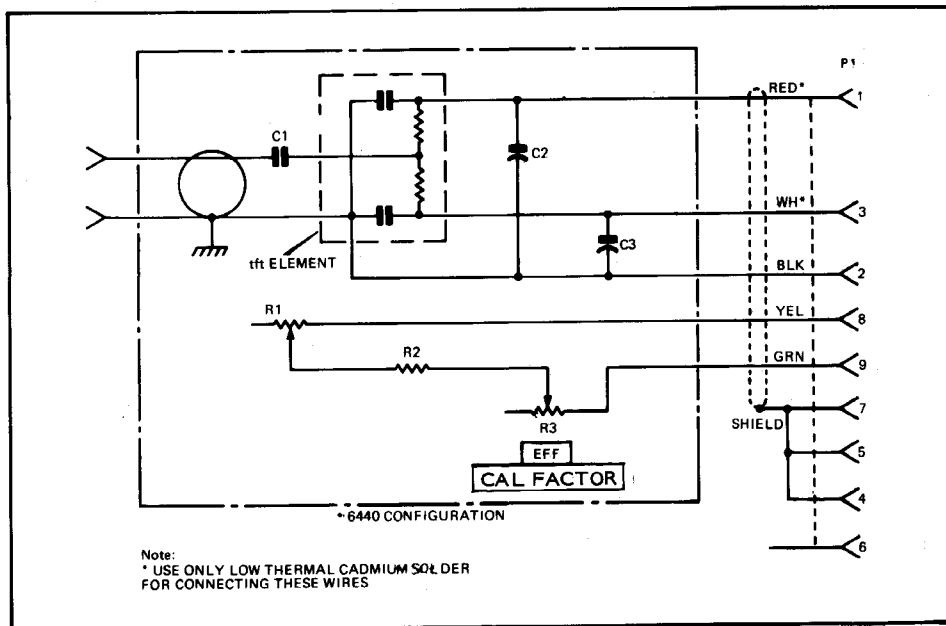 P1
RED*
1
C1
C2
WH*
3
C3
tft ELEMENT
BLK
2
R1
YEL
8
R2
GRN
9
R3
SHIELD
7
EFF
5
CAL FACTOR
4
* 6440 CONFIGURATION
6
Note:
* USE ONLY LOW THERMAL CADMIUM SOLDER
FOR CONNECTING THESE WIRES